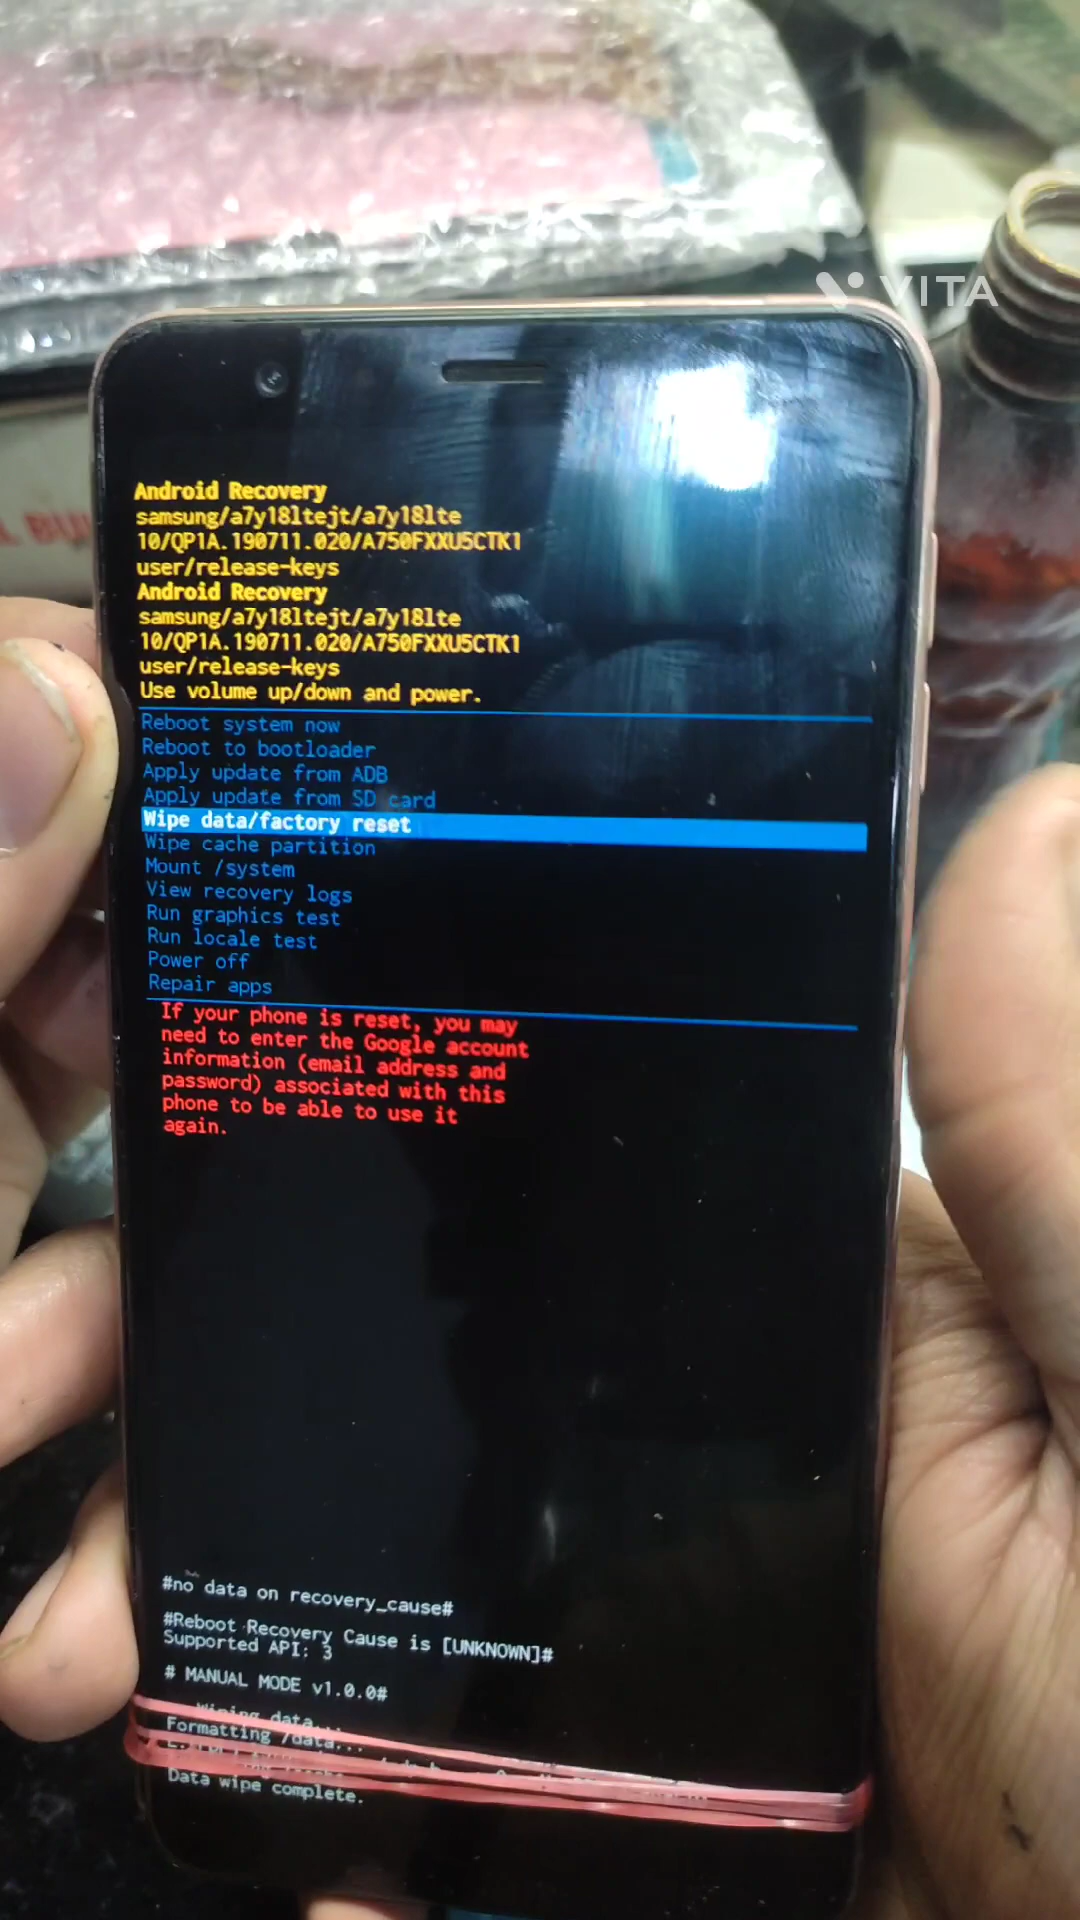 VITA
Android Recovery
samsung/a7y18ltejt/a7y18lte
10/QP1A.190711.020/A750FXXU5CTK1
user/release-keys
Android Recovery
samsung/a7y18ltejt/a7y18lte
10/QP1A.190711.020/A750FXXU5CTK1
user/release-keys
Use volume up/down and power.
Reboot system now
Reboot to bootloader
Apply update from ADB
Apply update from SD card
Wipe data/factory reset
Wipe cache partition
Mount /system
View recovery logs
Run graphics test
Run locale test
Power off
Repair apps
If your phone is reset, you may
need to enter the Google account
information (email address and
password) associated with this
phone to be able to use it
again.
#no data on recovery_cause#
#Reboot Recovery Cause is [UNKNOWN]#
Supported API: 3
# MANUAL MODE v1.0.0#
Wiping data...
Formatting /data...
Data wipe complete.